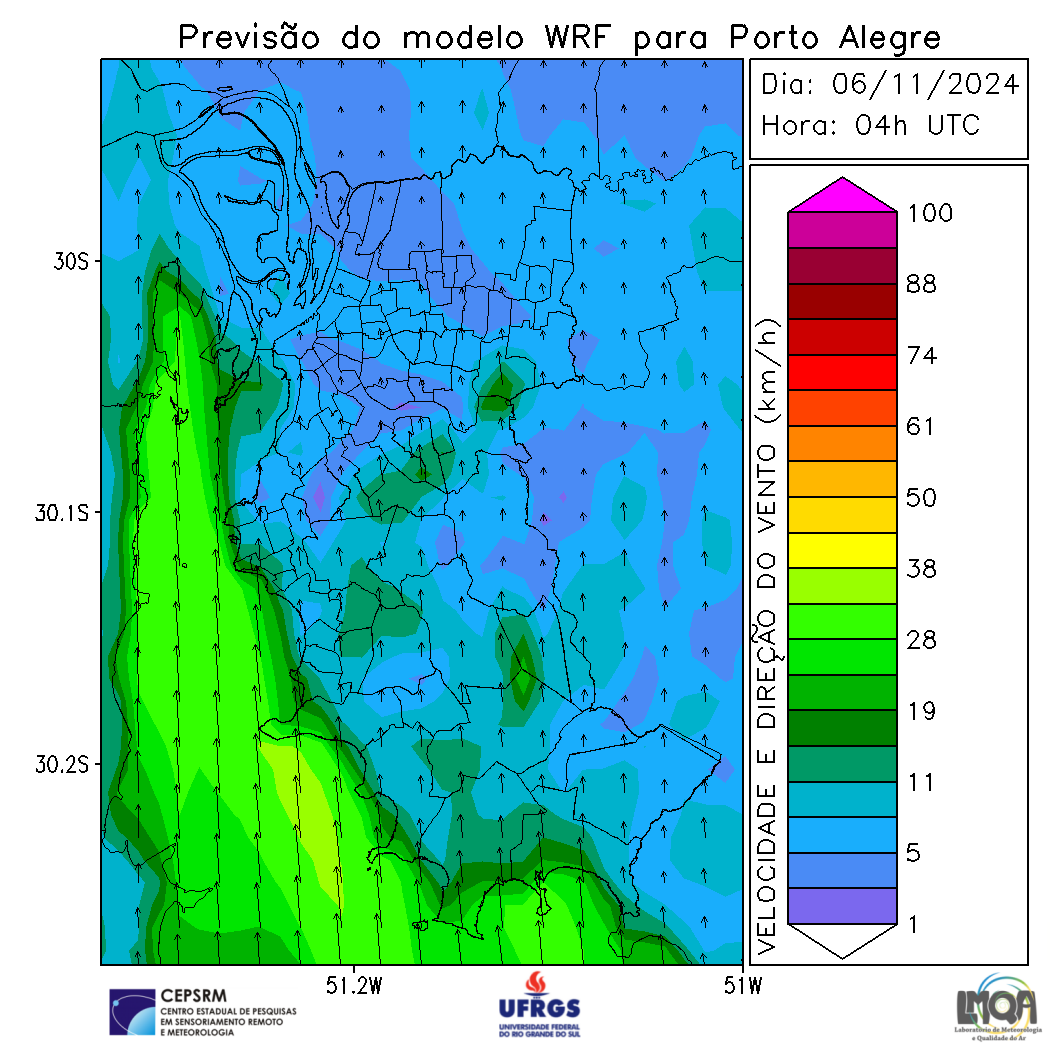 Previsão do modelo WRF para Porto Alegre
Dia: 06/11/2024
Hora: 04h UTC
30S
30.1S
30.2S
51.2W
51W
VELOCIDADE E DIREÇÃO DO VENTO (km/h)
100
88
74
61
50
38
28
19
11
5
1
CEPSRM
CENTRO ESTADUAL DE PESQUISAS
EM SENSORIAMENTO REMOTO
E METEOROLOGIA
UFRGS
UNIVERSIDADE FEDERAL
DO RIO GRANDE DO SUL
LMQA
Laboratório de Meteorologia
e Qualidade do Ar